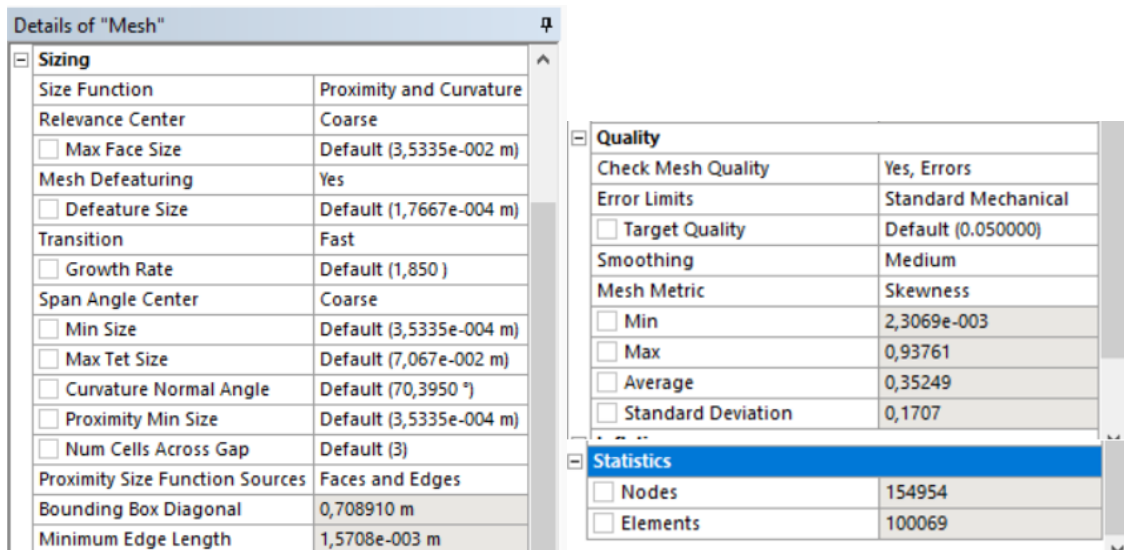 Details of "Mesh"
Sizing
Size Function Proximity and Curvature
Relevance Center Coarse
Max Face Size Default (3,5335e-002 m)
Mesh Defeaturing Yes
Defeature Size Default (1,7667e-004 m)
Transition Fast
Growth Rate Default (1,850 )
Span Angle Center Coarse
Min Size Default (3,5335e-004 m)
Max Tet Size Default (7,067e-002 m)
Curvature Normal Angle Default (70,3950 °)
Proximity Min Size Default (3,5335e-004 m)
Num Cells Across Gap Default (3)
Proximity Size Function Sources Faces and Edges
Bounding Box Diagonal 0,708910 m
Minimum Edge Length 1,5708e-003 m
Quality
Check Mesh Quality Yes, Errors
Error Limits Standard Mechanical
Target Quality Default (0.050000)
Smoothing Medium
Mesh Metric Skewness
Min 2,3069e-003
Max 0,93761
Average 0,35249
Standard Deviation 0,1707
Statistics
Nodes 154954
Elements 100069